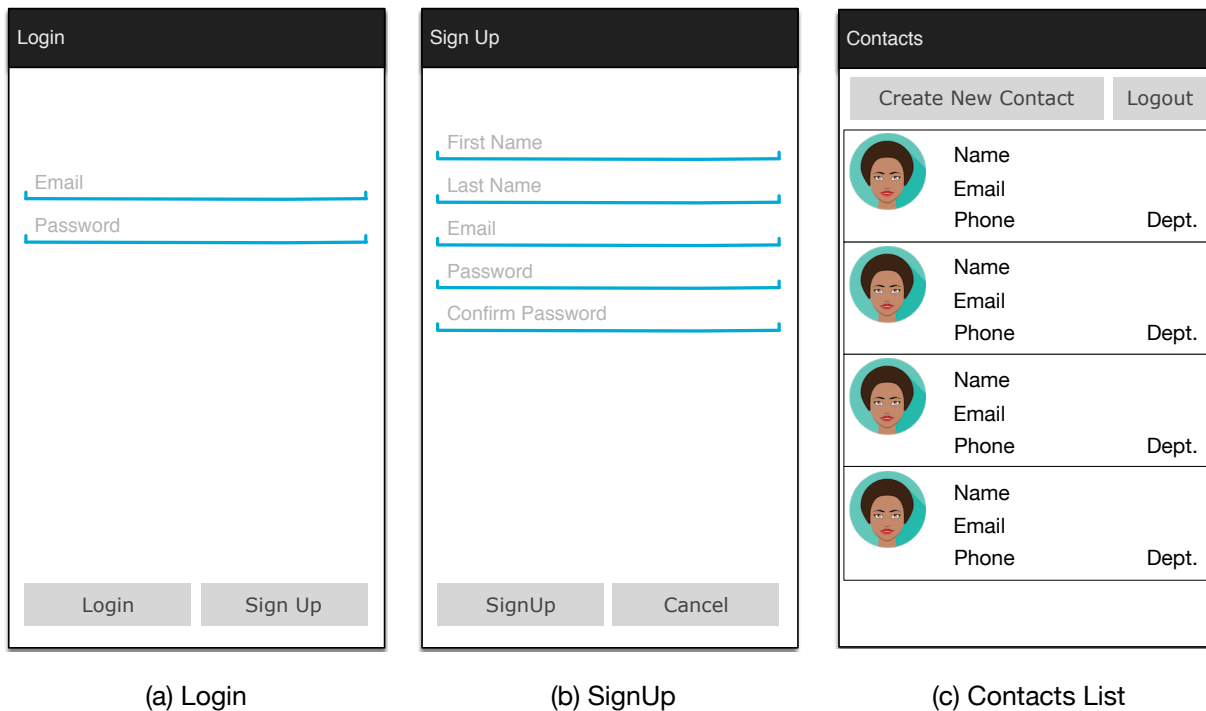 Login
Email
Password
Login
Sign Up
(a) Login
Sign Up
First Name
Last Name
Email
Password
Confirm Password
SignUp
Cancel
(b) SignUp
Contacts
Create New Contact
Logout
Name
Email
Phone
Dept.
Name
Email
Phone
Dept.
Name
Email
Phone
Dept.
Name
Email
Phone
Dept.
(c) Contacts List